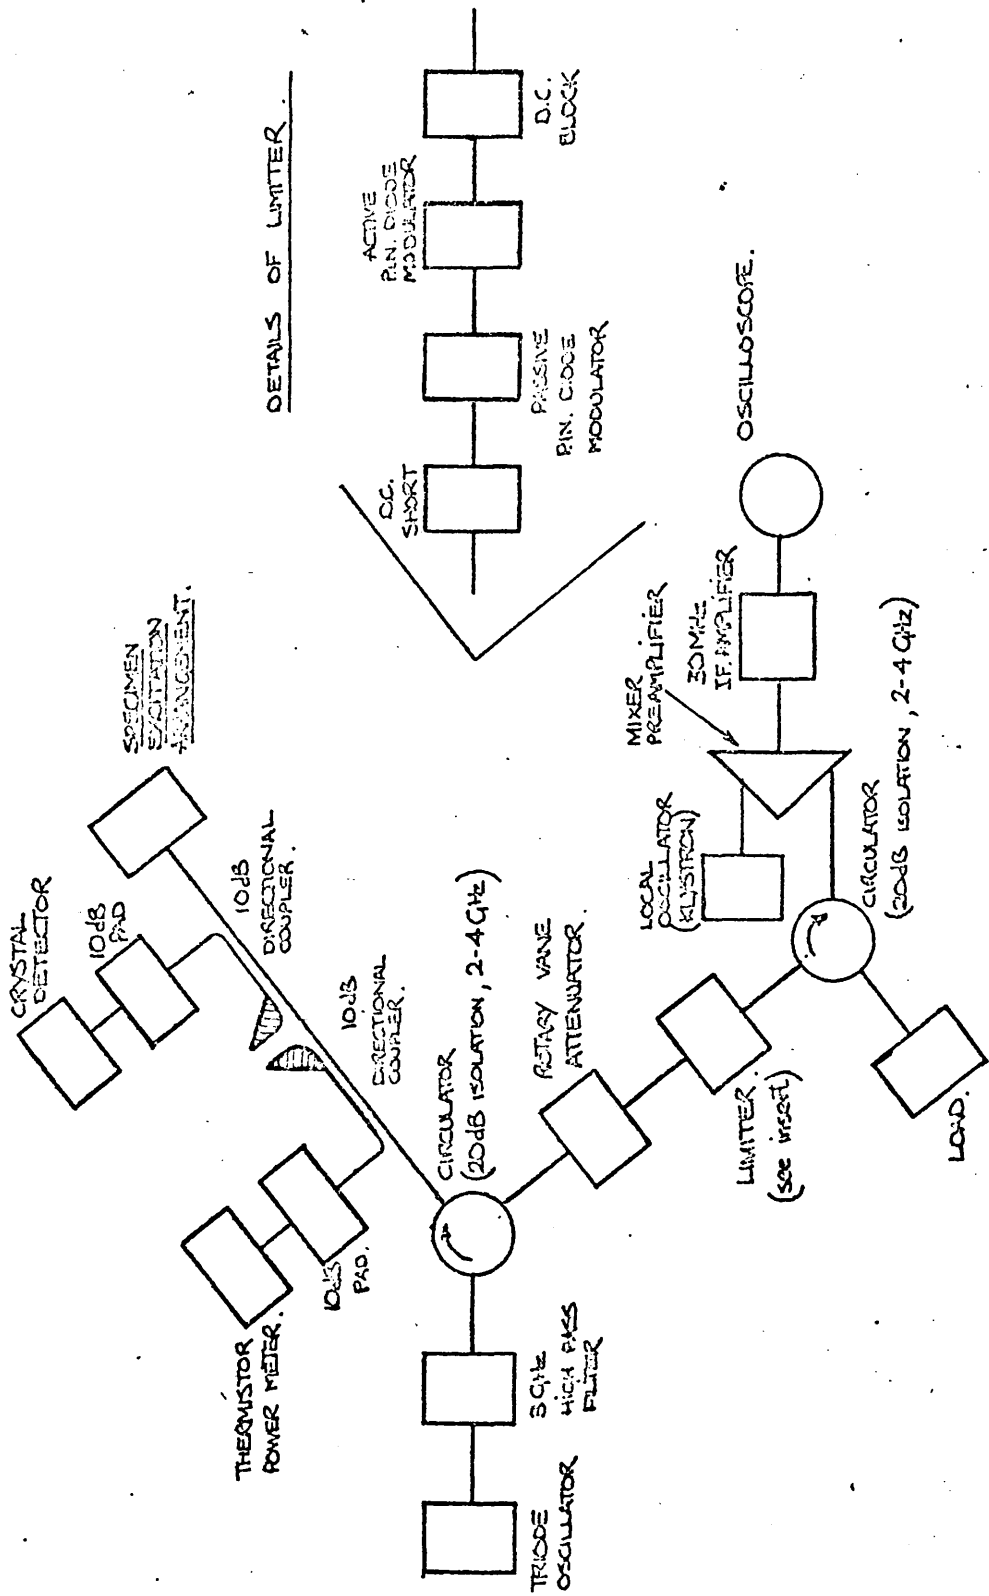 DETAILS OF LIMITER.
D.C.
SHORT
PASSIVE
P.I.N. DIODE
MODULATOR
ACTIVE
P.I.N. DIODE
MODULATOR
D.C.
BLOCK
SPECIMEN
EXCITATION
ARRANGEMENT.
CRYSTAL
DETECTOR
10dB
PAD
10dB
DIRECTIONAL
COUPLER.
10dB
DIRECTIONAL
COUPLER.
THERMISTOR
POWER METER.
10dB
PAD.
TRIODE
OSCILLATOR
3GHz
HIGH PASS
FILTER
CIRCULATOR
(20dB ISOLATION, 2-4 GHz)
ROTARY VANE
ATTENUATOR.
LIMITER.
(see insert)
LOAD.
CIRCULATOR
(20dB ISOLATION, 2-4 GHz)
LOCAL
OSCILLATOR
(KLYSTRON)
MIXER
PREAMPLIFIER
30MHz
I.F. AMPLIFIER
OSCILLOSCOPE.